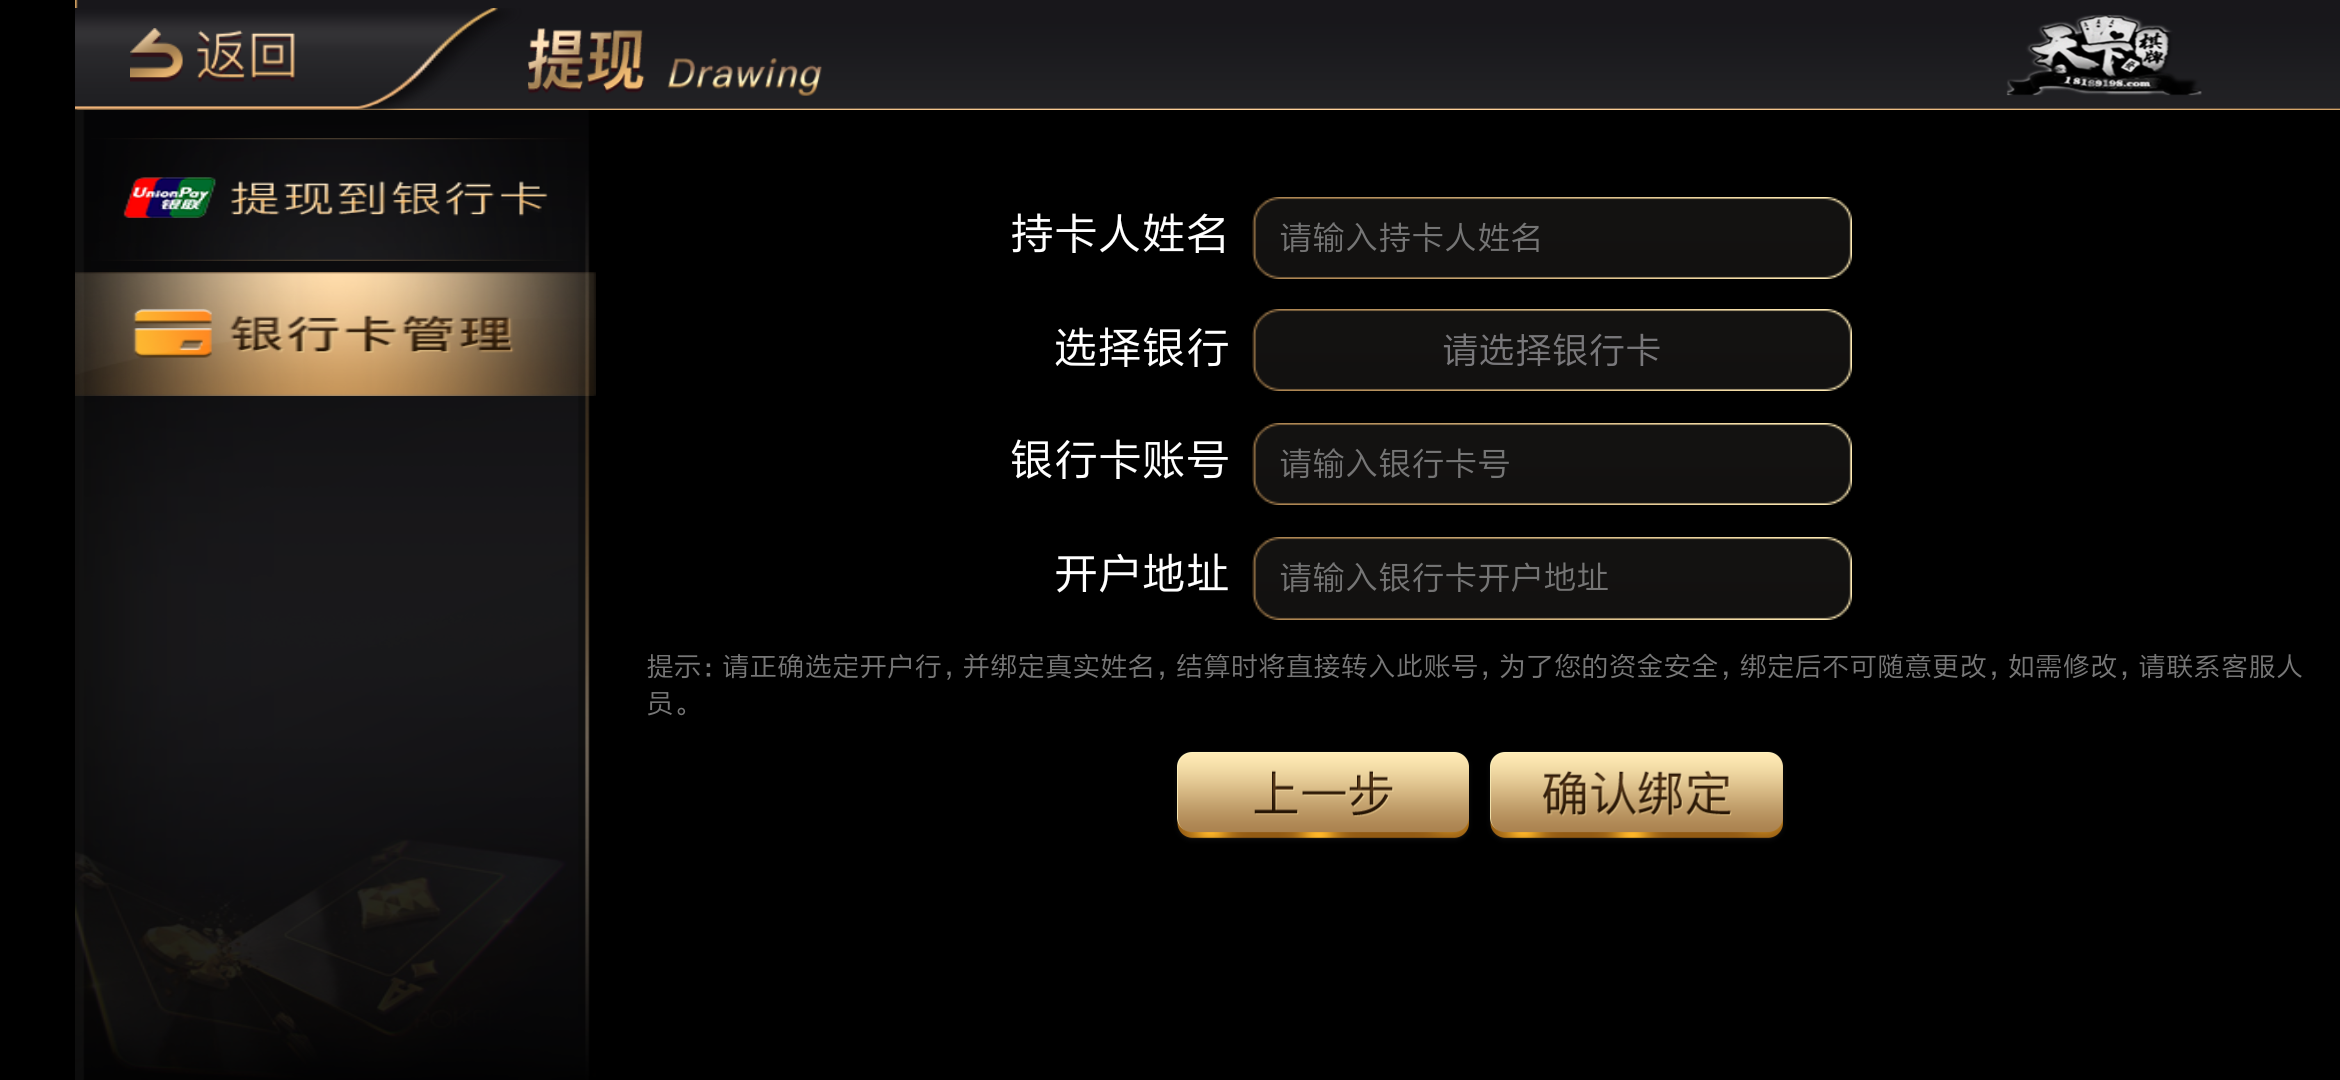 返回
提现 Drawing
天卡棋牌
18189198.com
UnionPay
银联
提现到银行卡
银行卡管理
持卡人姓名 请输入持卡人姓名
选择银行 请选择银行卡
银行卡账号 请输入银行卡号
开户地址 请输入银行卡开户地址
提示：请正确选定开户行，并绑定真实姓名，结算时将直接转入此账号，为了您的资金安全，绑定后不可随意更改，如需修改，请联系客服人
员。
上一步 确认绑定